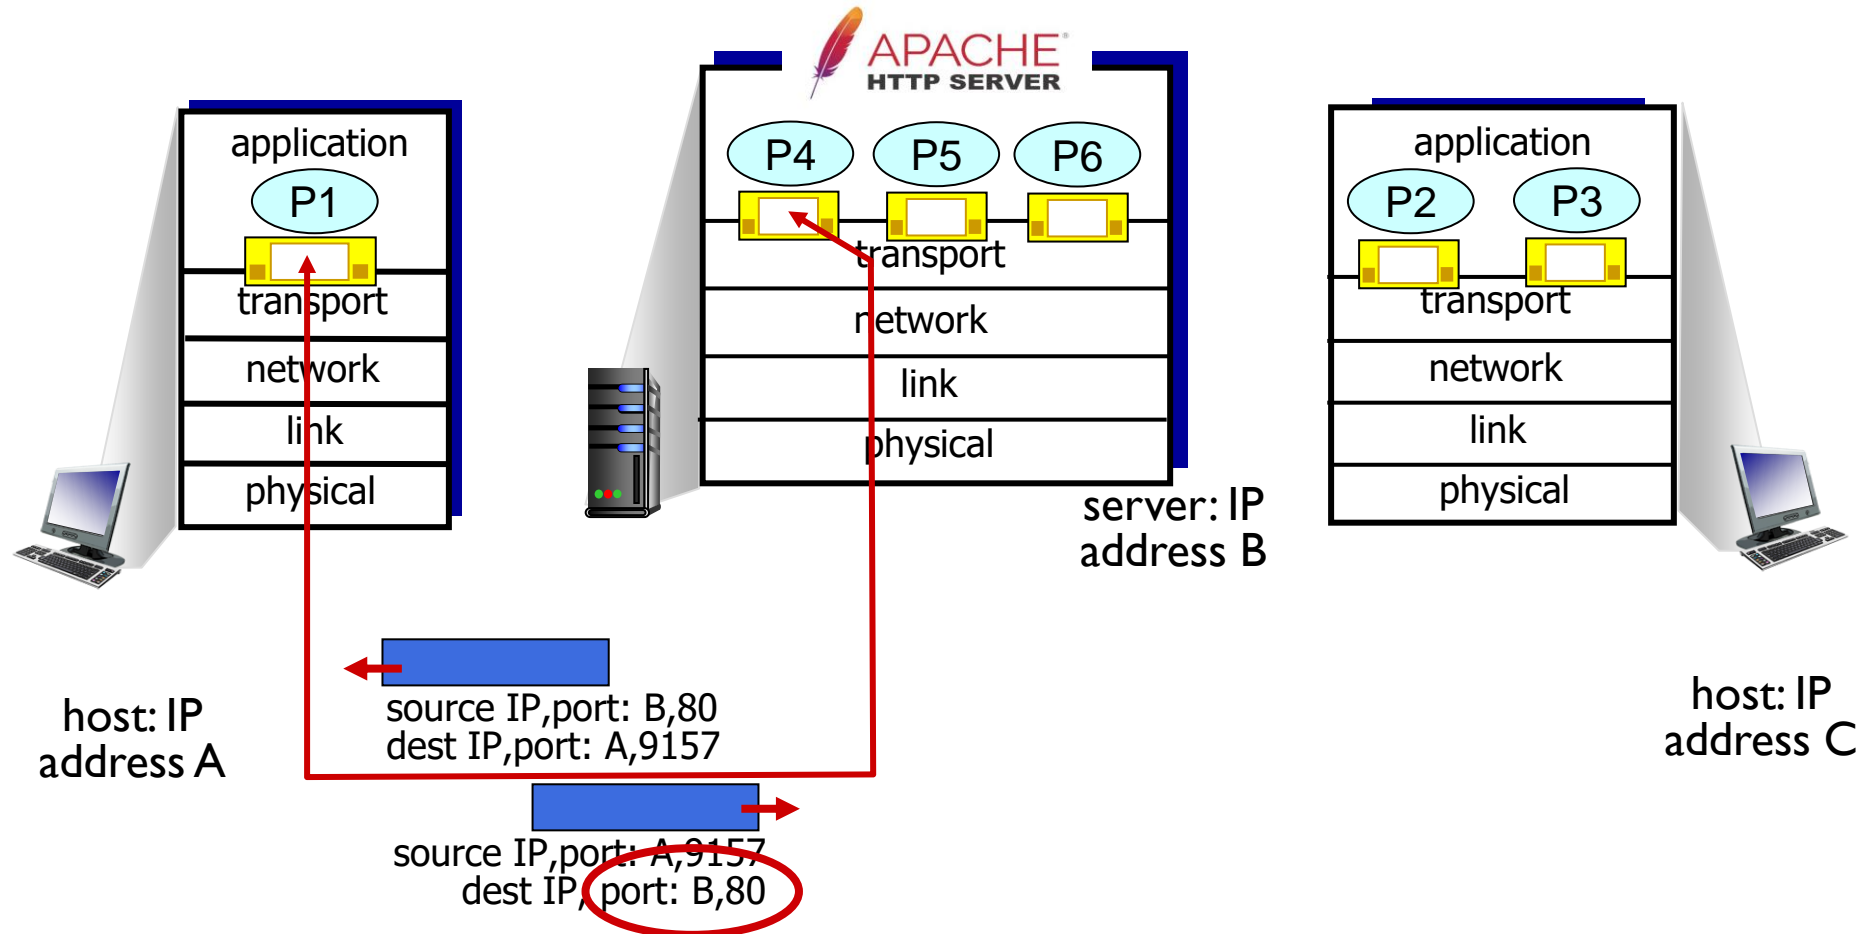 APACHE®
HTTP SERVER
application
P1
transport
network
link
physical
P4
P5
P6
transport
network
link
physical
server: IP
address B
application
P2
P3
transport
network
link
physical
host: IP
address A
source IP,port: B,80
dest IP,port: A,9157
source IP,port: A,9157
dest IP, port: B,80
host: IP
address C